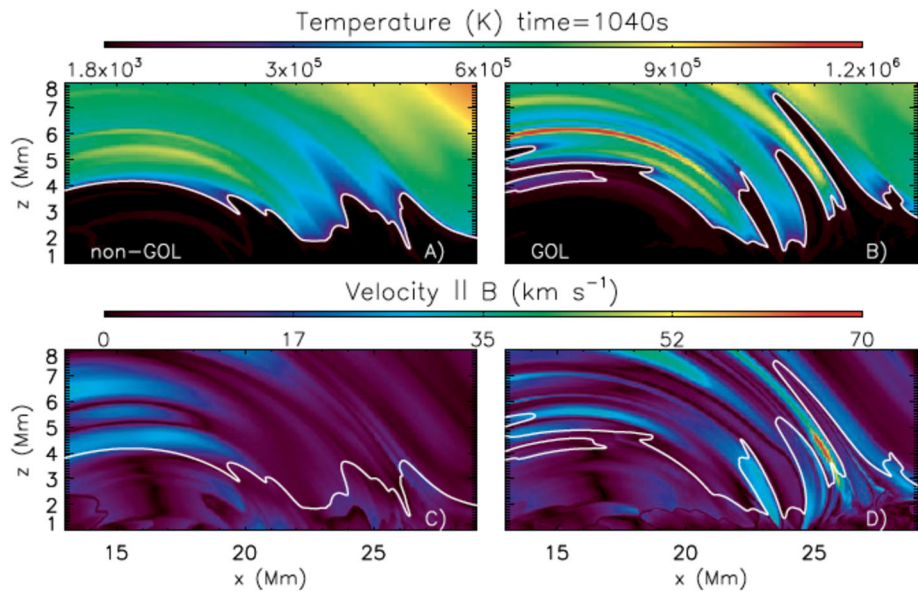 Temperature (K) time=1040s
1.8x10³ 3x10⁵ 6x10⁵ 9x10⁵ 1.2x10⁶
8
7
6
5
4
3
2
1
z (Mm)
non-GOL A)
GOL B)
Velocity || B (km s⁻¹)
0 17 35 52 70
8
7
6
5
4
3
2
1
z (Mm)
C)
D)
15 20 25 15 20 25
x (Mm) x (Mm)